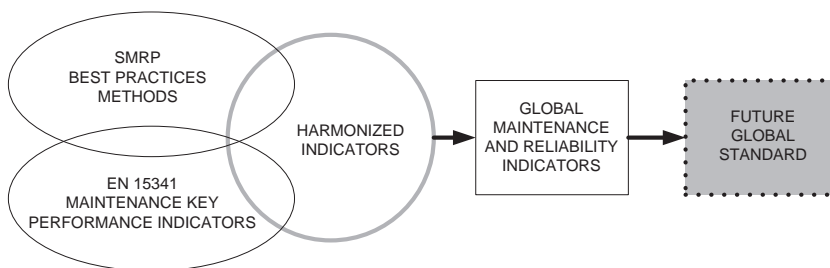 SMRP
BEST PRACTICES
METHODS
EN 15341
MAINTENANCE KEY
PERFORMANCE INDICATORS
HARMONIZED
INDICATORS
GLOBAL
MAINTENANCE
AND RELIABILITY
INDICATORS
FUTURE
GLOBAL
STANDARD